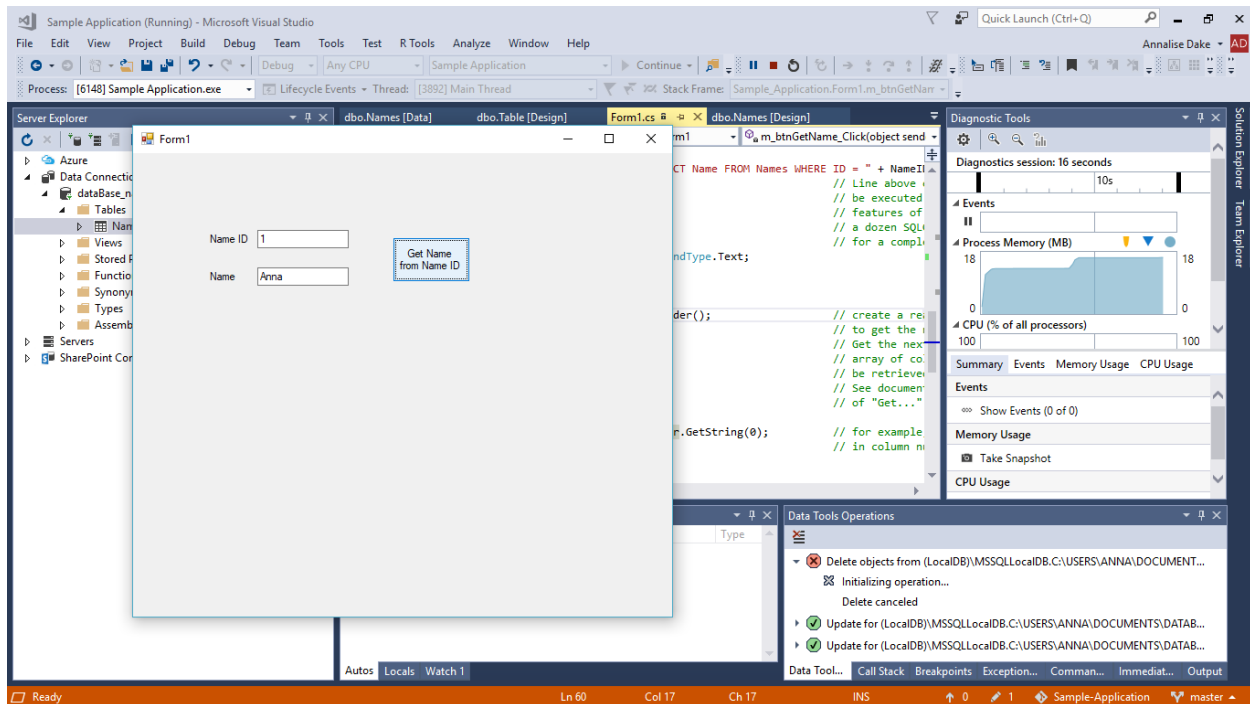 Sample Application (Running) - Microsoft Visual Studio
Quick Launch (Ctrl+Q)
File Edit View Project Build Debug Team Tools Test R Tools Analyze Window Help
Annalise Dake AD
Debug Any CPU Sample Application Continue
Process: [6148] Sample Application.exe Lifecycle Events Thread: [3892] Main Thread Stack Frame: Sample_Application.Form1.m_btnGetNam
Server Explorer
Azure
Data Connectio
dataBase_n
Tables
Nam
Views
Stored P
Functio
Synonyn
Types
Assemb
Servers
SharePoint Cor
Form1
Name ID 1
Name Anna
Get Name
from Name ID
dbo.Names [Data] dbo.Table [Design] Form1.cs dbo.Names [Design]
rm1 m_btnGetName_Click(object send
CT Name FROM Names WHERE ID = " + NameI
// Line above
// be executed
// features of
// a dozen SQL
// for a compl
ndType.Text;
der(); // create a rea
// to get the
// Get the nex
// array of co
// be retrieve
// See documen
// of "Get..."
r.GetString(0); // for example
// in column n
Type
Autos Locals Watch 1
Diagnostic Tools
Diagnostics session: 16 seconds
10s
Events
Process Memory (MB)
18 18
0 0
CPU (% of all processors)
100 100
Summary Events Memory Usage CPU Usage
Events
Show Events (0 of 0)
Memory Usage
Take Snapshot
CPU Usage
Solution Explorer
Team Explorer
Data Tools Operations
Delete objects from (LocalDB)\MSSQLLocalDB.C:\USERS\ANNA\DOCUMENT...
Initializing operation...
Delete canceled
Update for (LocalDB)\MSSQLLocalDB.C:\USERS\ANNA\DOCUMENTS\DATAB...
Update for (LocalDB)\MSSQLLocalDB.C:\USERS\ANNA\DOCUMENTS\DATAB...
Data Tool... Call Stack Breakpoints Exception... Comman... Immediat... Output
Ready Ln 60 Col 17 Ch 17 INS 0 1 Sample-Application master